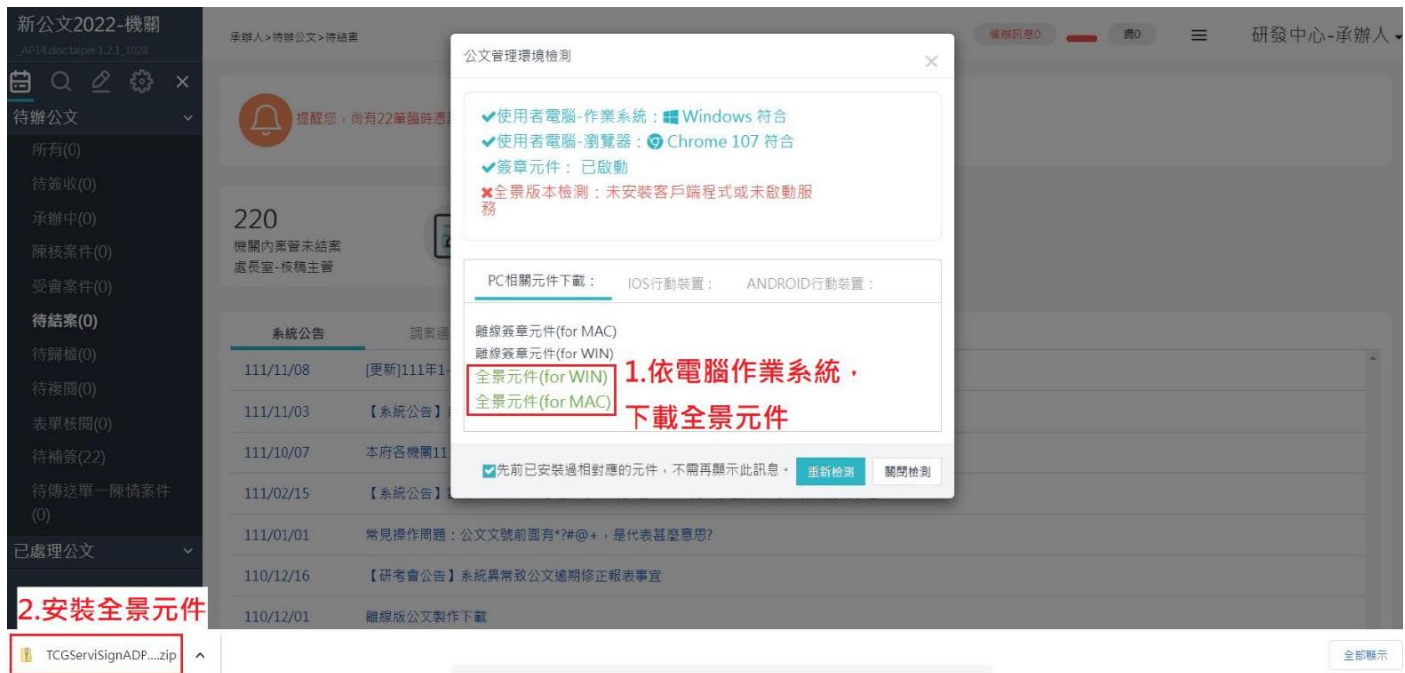 新公文2022-機關
_AP14.doc.taipei 1.2.1_1028
承辦人>待辦公文>待結案
催辦訊息0
研發中心-承辦人
待辦公文
所有(0)
待簽收(0)
承辦中(0)
陳核案件(0)
受會案件(0)
待結案(0)
待歸檔(0)
待複閱(0)
表單核閱(0)
待補簽(22)
待傳送單一陳情案件
(0)
已處理公文
提醒您,尚有22筆臨時憑
220
機關內案管未結案
處長室-核稿主管
公文管理環境檢測
使用者電腦-作業系統: Windows 符合
使用者電腦-瀏覽器: Chrome 107 符合
簽章元件: 已啟動
全景版本檢測:未安裝客戶端程式或未啟動服
務
PC相關元件下載: IOS行動裝置: ANDROID行動裝置:
離線簽章元件(for MAC)
離線簽章元件(for WIN)
全景元件(for WIN)
全景元件(for MAC)
1.依電腦作業系統,
下載全景元件
先前已安裝過相對應的元件,不需再顯示此訊息。 重新檢測 關閉檢測
系統公告 調案通
111/11/08 [更新]111年1-
111/11/03 【系統公告】
111/10/07 本府各機關11
111/02/15 【系統公告】
111/01/01 常見操作問題:公文文號前面有*?#@+,是代表甚麼意思?
110/12/16 【研考會公告】系統異常致公文逾期修正報表事宜
110/12/01 離線版公文製作下載
2.安裝全景元件
TCGServiSignADP....zip
全部顯示